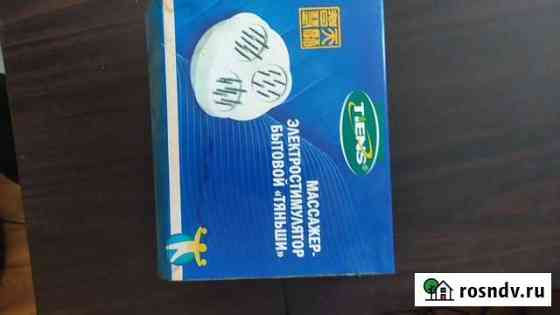 TIENS
МАССАЖЕР-
ЭЛЕКТРОСТИМУЛЯТОР
БЫТОВОЙ «ТЯНЬШИ»
rosndv.ru